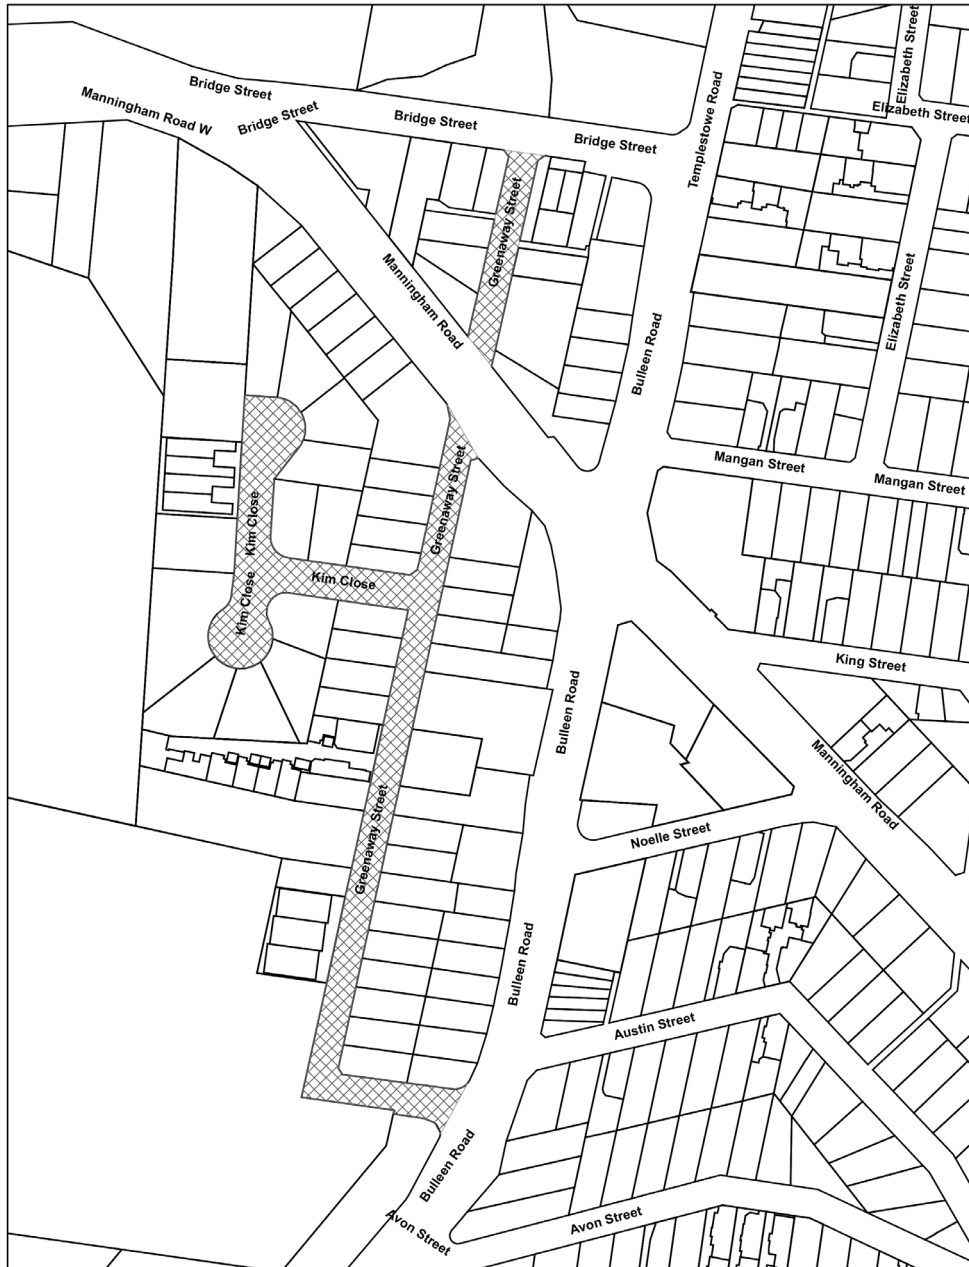 Elizabeth Street
Bridge Street
Manningham Road W
Bridge Street
Bridge Street
Bridge Street
Templestowe Road
Elizabeth Street
Greenaway Street
Manningham Road
Elizabeth Street
Bulleen Road
Mangan Street
Mangan Street
Greenaway Street
Kim Close
Kim Close
Kim Close
King Street
Bulleen Road
Manningham Road
Noelle Street
Greenaway Street
Bulleen Road
Austin Street
Bulleen Road
Avon Street
Avon Street